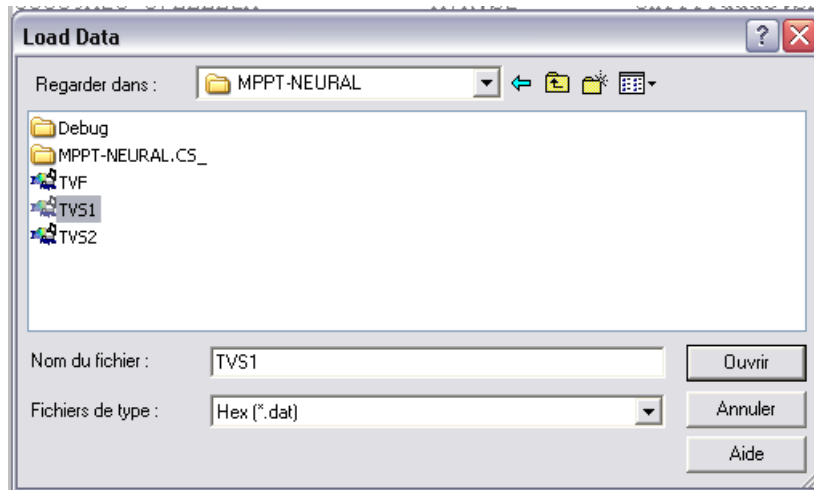 Load Data
Regarder dans :
MPPT-NEURAL
Debug
MPPT-NEURAL.CS_
TVF
TVS1
TVS2
Nom du fichier :
TVS1
Ouvrir
Fichiers de type :
Hex (*.dat)
Annuler
Aide